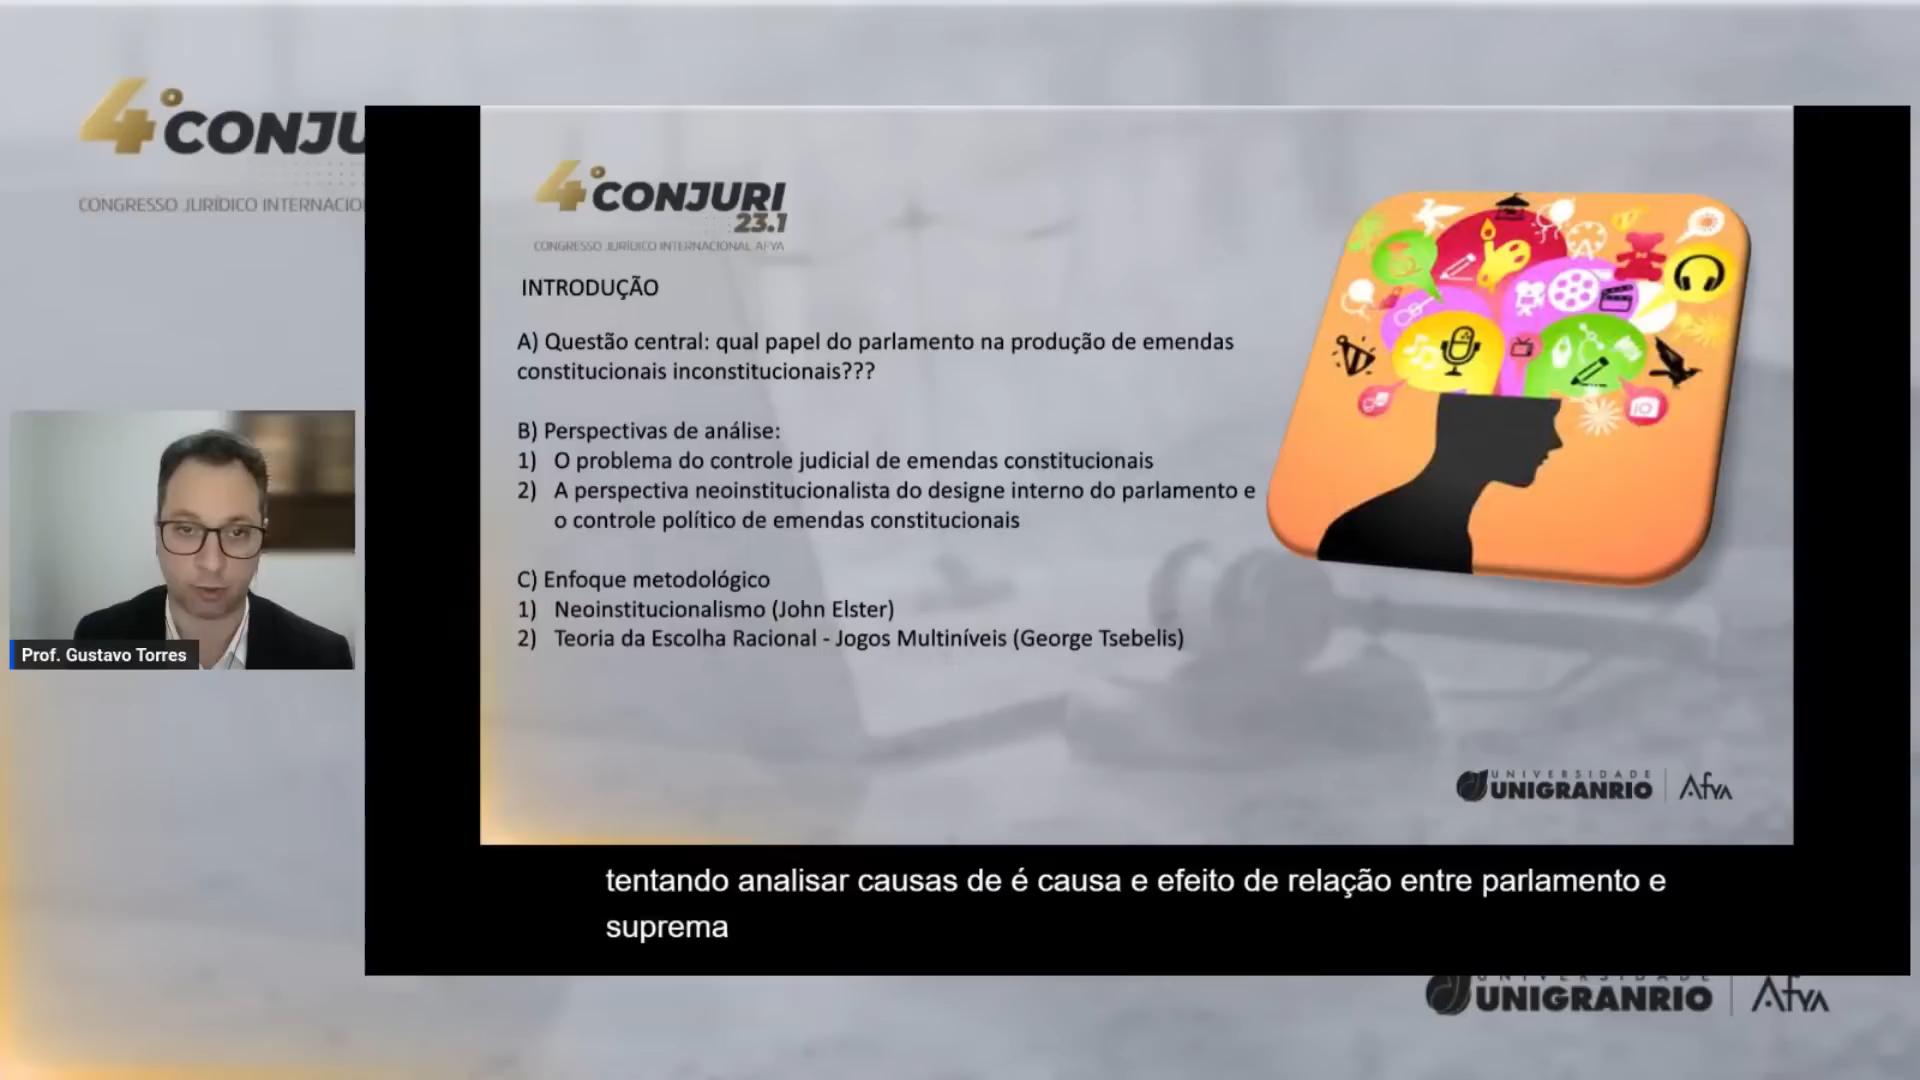 4º CONJU
CONGRESSO JURÍDICO INTERNACIO
4º CONJURI
23.1
CONGRESSO JURÍDICO INTERNACIONAL AFYA
INTRODUÇÃO
A) Questão central: qual papel do parlamento na produção de emendas
constitucionais inconstitucionais???
B) Perspectivas de análise:
1) O problema do controle judicial de emendas constitucionais
2) A perspectiva neoinstitucionalista do designe interno do parlamento e
o controle político de emendas constitucionais
C) Enfoque metodológico
1) Neoinstitucionalismo (John Elster)
2) Teoria da Escolha Racional - Jogos Multiníveis (George Tsebelis)
Prof. Gustavo Torres
UNIVERSIDADE
UNIGRANRIO | Afya
tentando analisar causas de é causa e efeito de relação entre parlamento e
suprema
UNIVERSIDADE
UNIGRANRIO | Afya